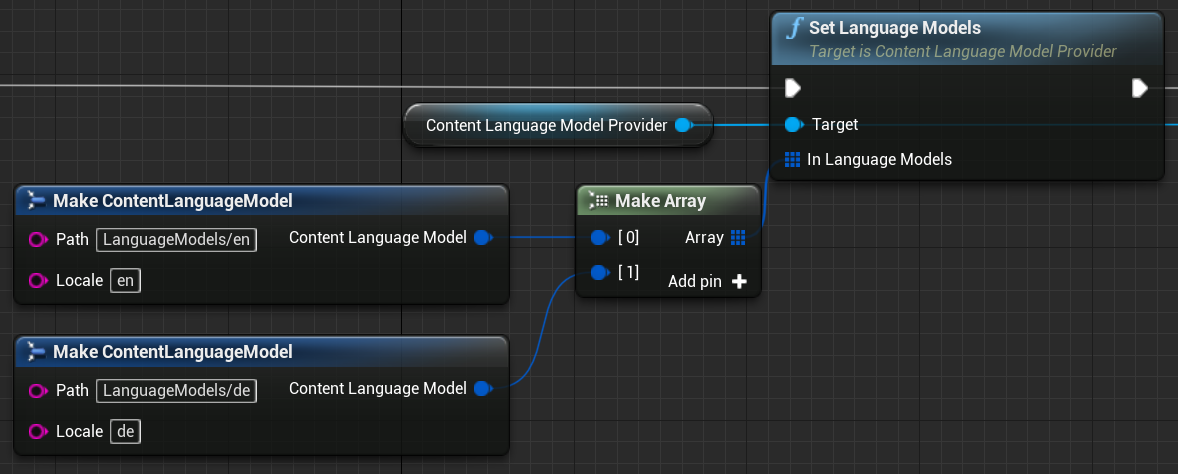 Set Language Models
Target is Content Language Model Provider
Content Language Model Provider
Target
In Language Models
Make ContentLanguageModel
Path LanguageModels/en
Content Language Model
Locale en
Make Array
[ 0]
Array
[ 1]
Add pin
Make ContentLanguageModel
Path LanguageModels/de
Content Language Model
Locale de